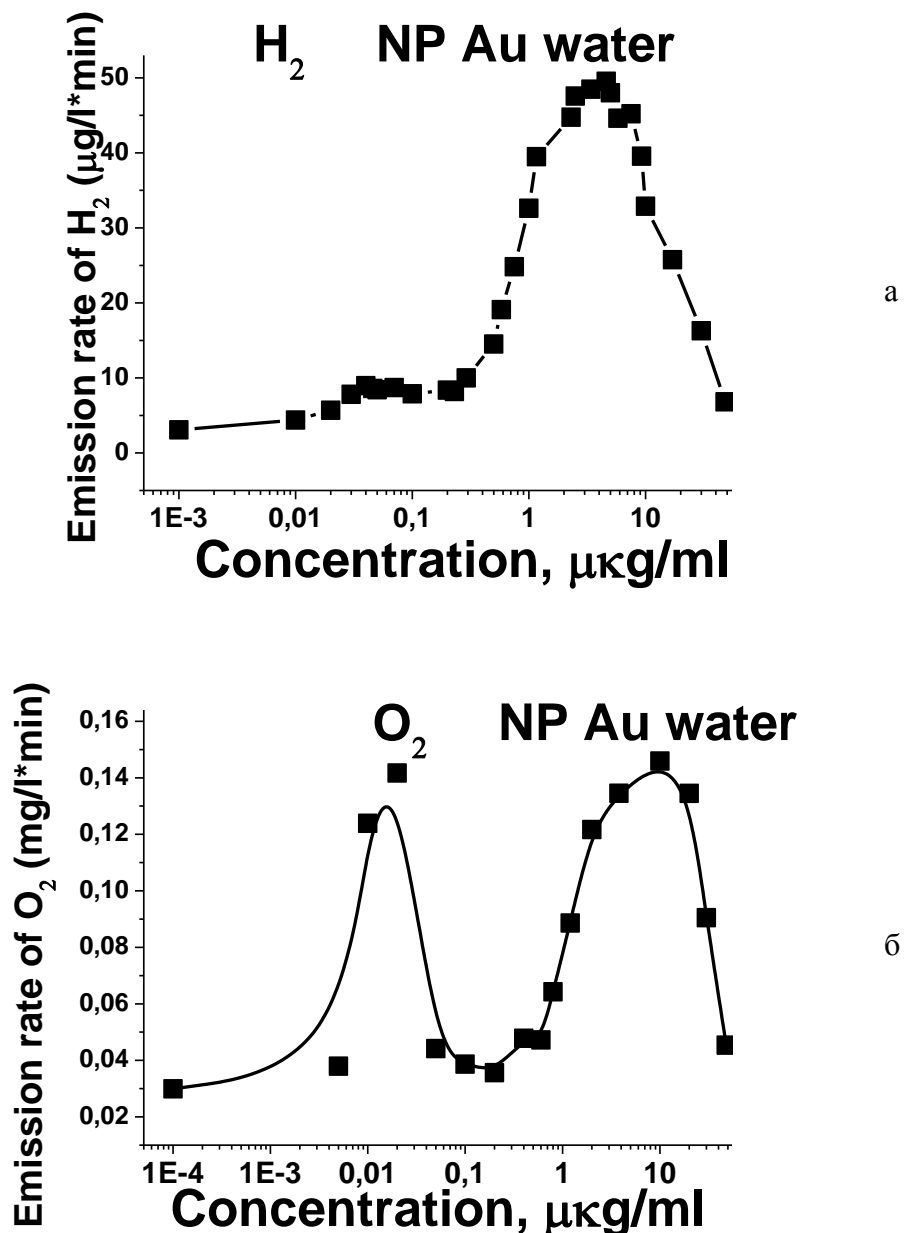 H₂ NP Au water
Emission rate of H₂ (μg/l*min)
50
40
30
20
10
0
1E-3 0,01 0,1 1 10
Concentration, μкg/ml
а
O₂ NP Au water
Emission rate of O₂ (mg/l*min)
0,16
0,14
0,12
0,10
0,08
0,06
0,04
0,02
1E-4 1E-3 0,01 0,1 1 10
Concentration, μкg/ml
б